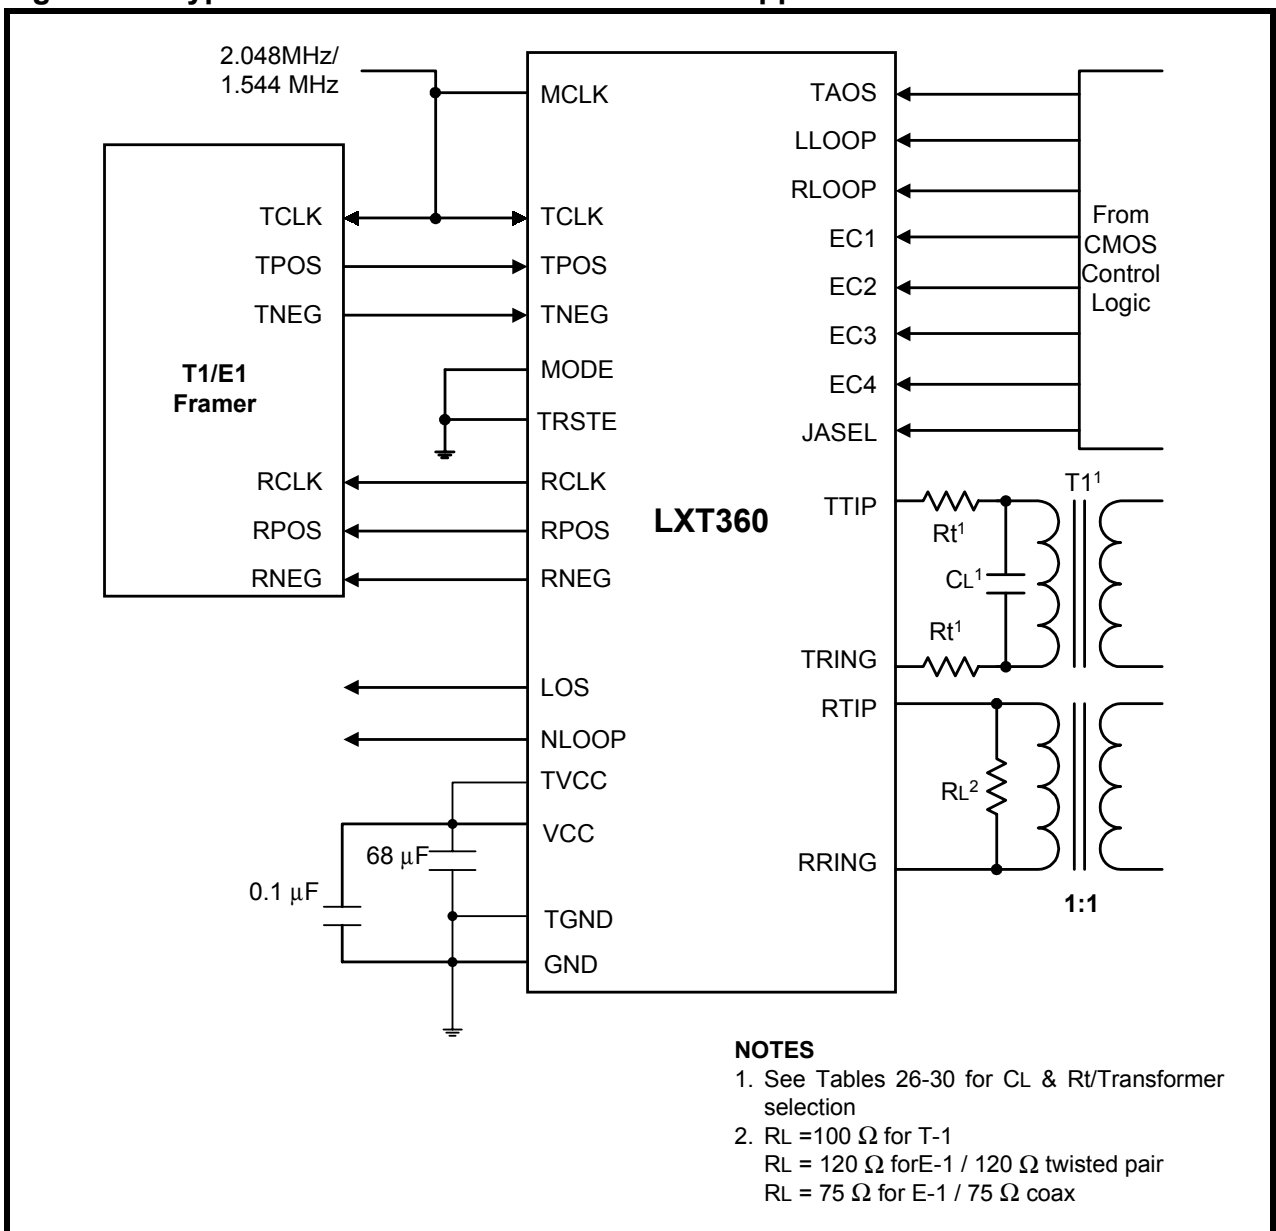 2.048MHz/
1.544 MHz
MCLK
TCLK
TPOS
TNEG
T1/E1
Framer
RCLK
RPOS
RNEG
TCLK
TPOS
TNEG
MODE
TRSTE
RCLK
RPOS
RNEG
LOS
NLOOP
TVCC
VCC
TGND
GND
68 µF
0.1 µF
LXT360
TAOS
LLOOP
RLOOP
EC1
EC2
EC3
EC4
JASEL
From
CMOS
Control
Logic
TTIP
TRING
RTIP
RRING
Rt¹
CL¹
Rt¹
T1¹
RL²
1:1
NOTES
1. See Tables 26-30 for CL & Rt/Transformer
selection
2. RL =100 Ω for T-1
RL = 120 Ω forE-1 / 120 Ω twisted pair
RL = 75 Ω for E-1 / 75 Ω coax